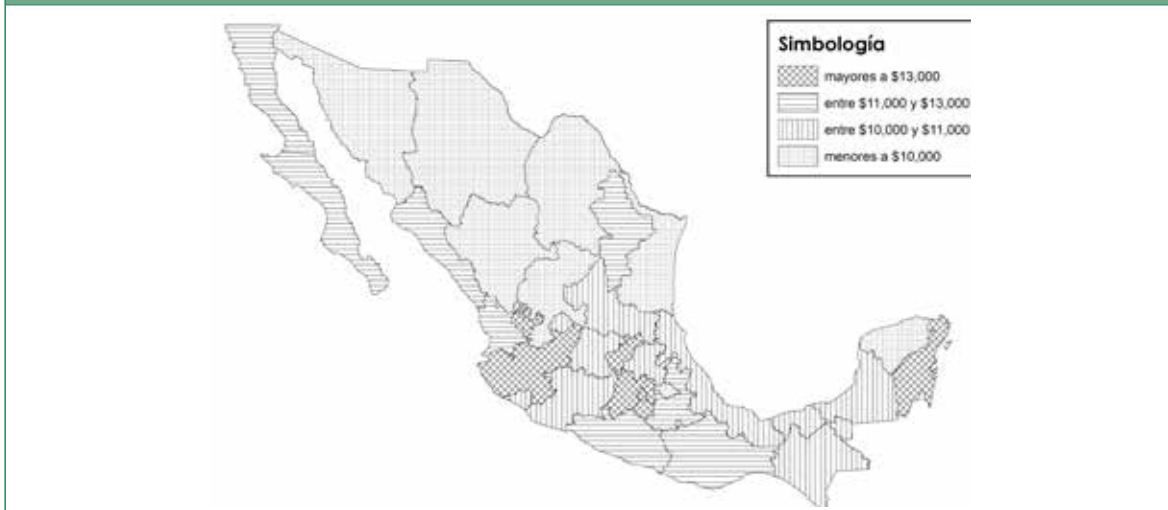 Simbología
mayores a $13,000
entre $11,000 y $13,000
entre $10,000 y $11,000
menores a $10,000